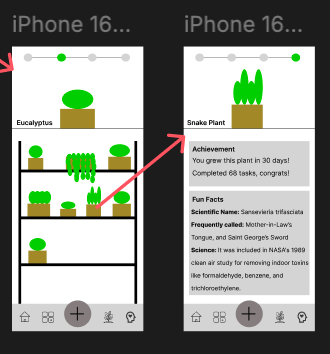 iPhone 16...
iPhone 16...
Eucalyptus
Snake Plant
Achievement
You grew this plant in 30 days!
Completed 68 tasks, congrats!
Fun Facts
Scientific Name: Sansevieria trifasciata
Frequently called: Mother-in-Law's
Tongue, and Saint George's Sword
Science: It was included in NASA's 1989
clean air study for removing indoor toxins
like formaldehyde, benzene, and
trichloroethylene.